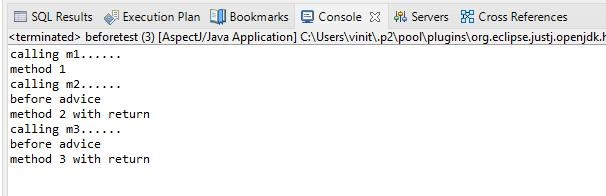 SQL Results Execution Plan Bookmarks Console Servers Cross References
<terminated> beforetest (3) [AspectJ/Java Application] C:\Users\vinit\.p2\pool\plugins\org.eclipse.justj.openjdk.h
calling m1......
method 1
calling m2......
before advice
method 2 with return
calling m3......
before advice
method 3 with return